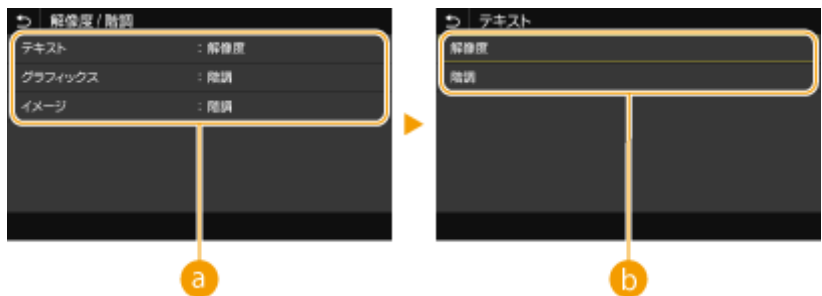 解像度/階調
テキスト : 解像度
グラフィックス : 階調
イメージ : 階調
a
テキスト
解像度
階調
b